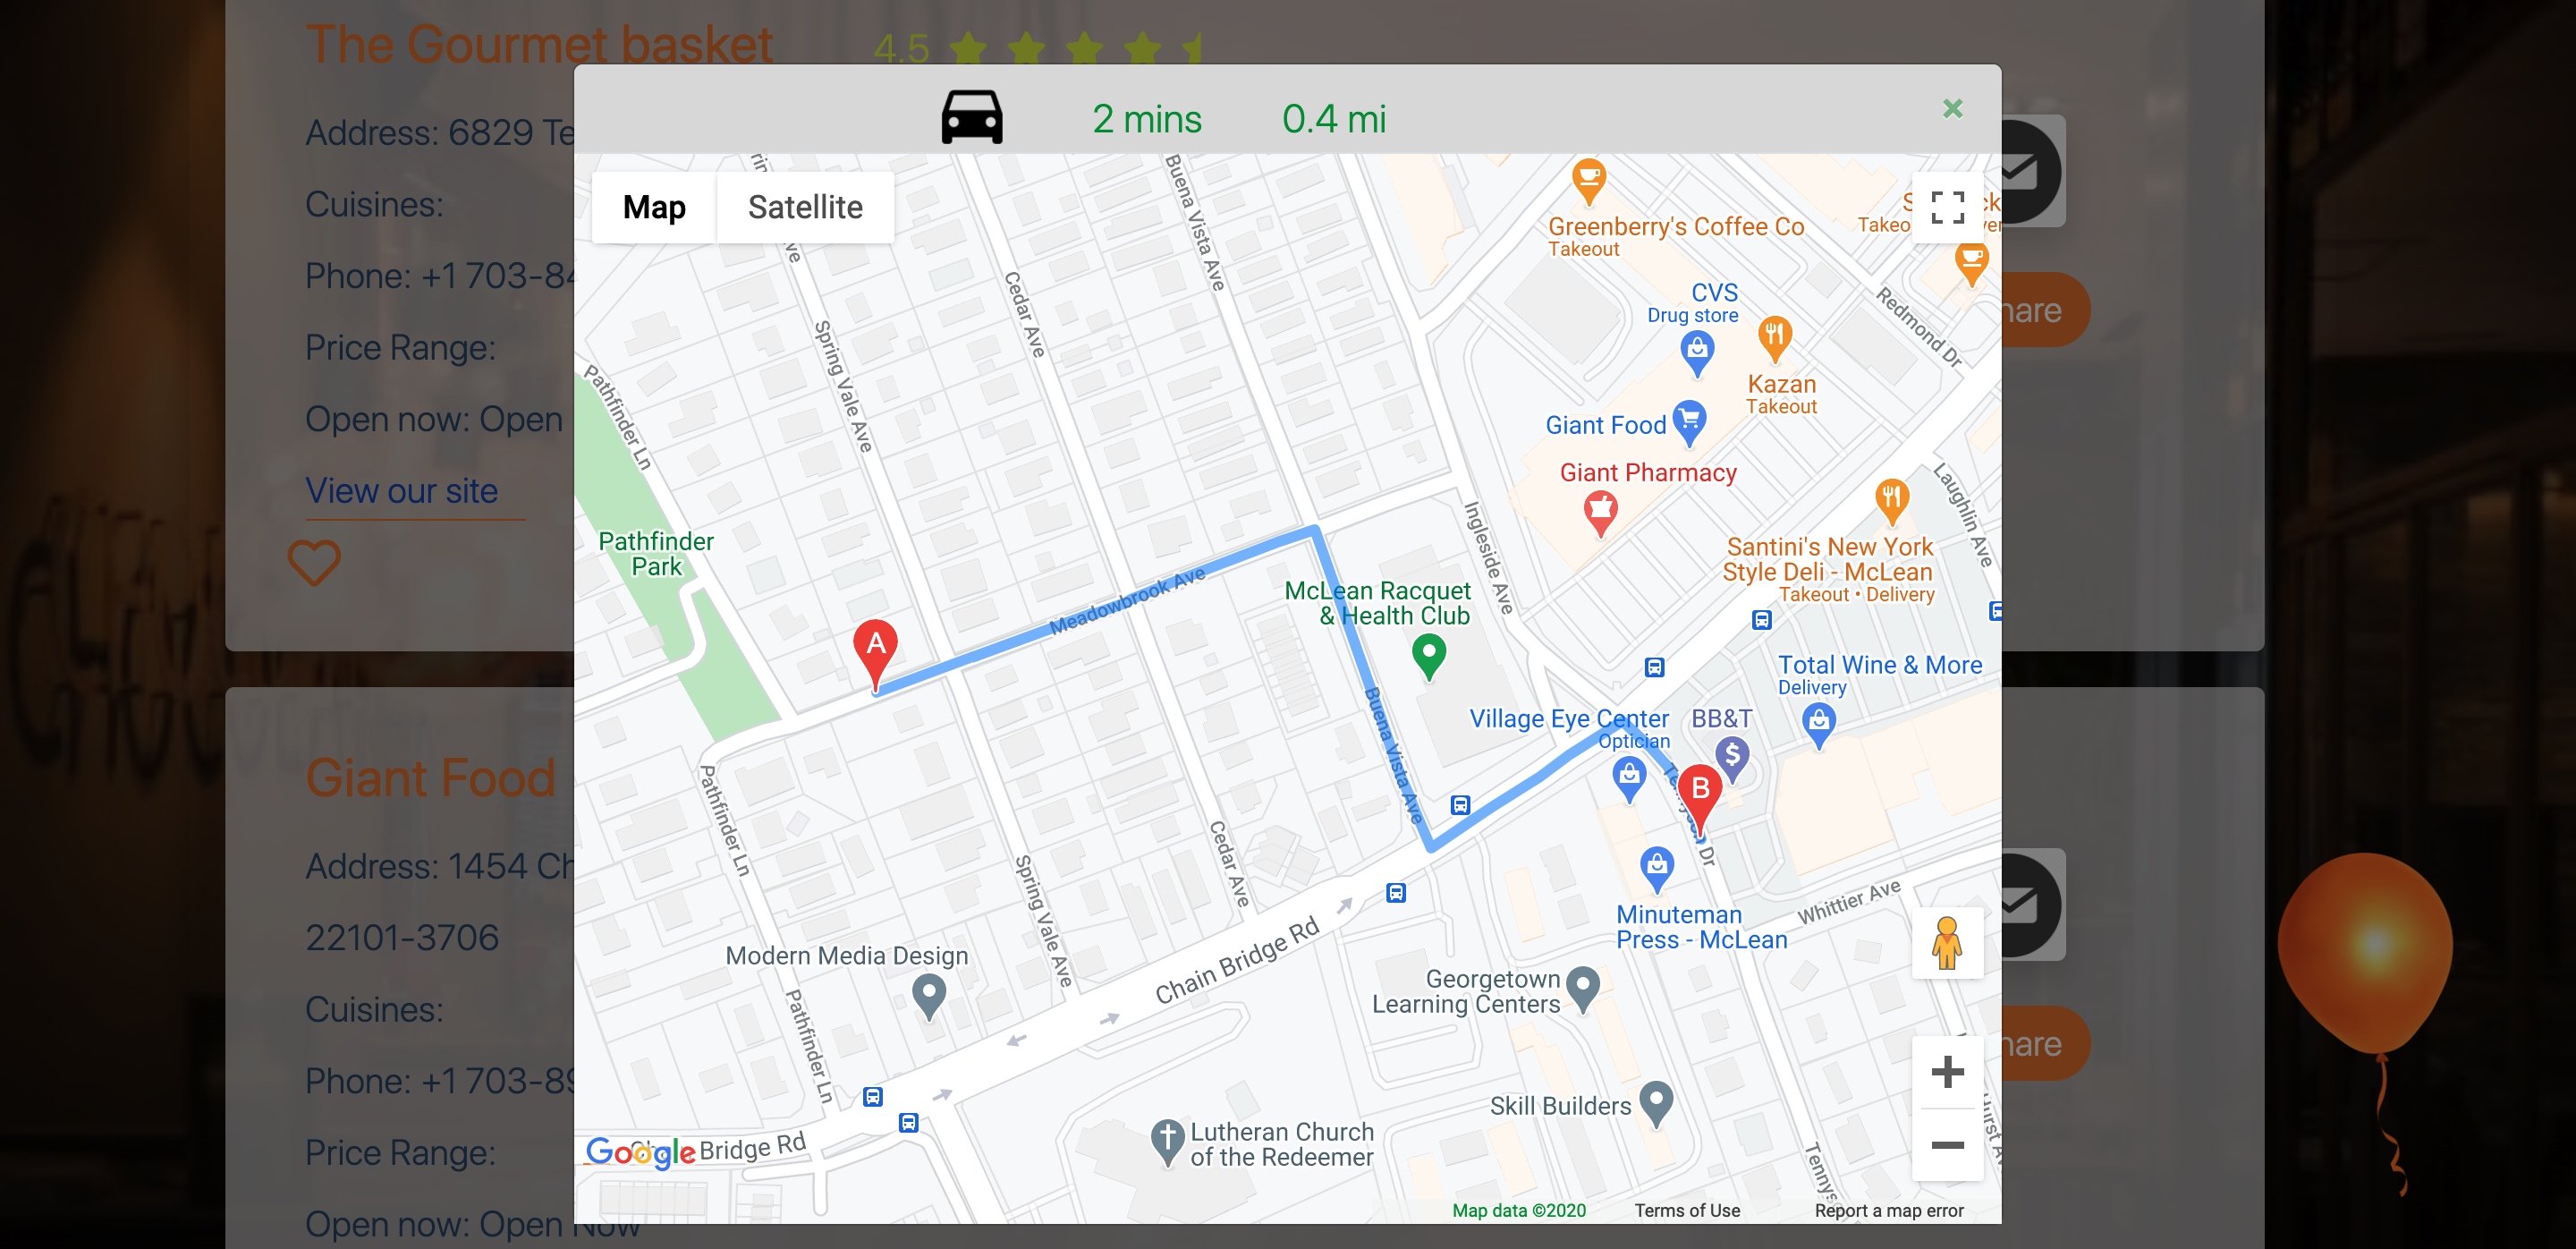 The Gourmet basket
4.5
Address: 6829 Te
Cuisines:
Phone: +1 703-84
Price Range:
Open now: Open
View our site
hare
Giant Food
Address: 1454 Ch
22101-3706
Cuisines:
Phone: +1 703-89
Price Range:
Open now: Open Now
hare
2 mins
0.4 mi
×
Map
Satellite
Buena Vista Ave
Greenberry's Coffee Co
Takeout
Cedar Ave
CVS
Drug store
Redmond Dr
Spring Vale Ave
Pathfinder Ln
Kazan
Takeout
Giant Food
Giant Pharmacy
Laughlin Ave
Ingleside Ave
Pathfinder
Park
Santini's New York
Style Deli - McLean
Takeout • Delivery
Meadowbrook Ave
McLean Racquet
& Health Club
A
Total Wine & More
Delivery
Buena Vista Ave
Village Eye Center
Optician
BB&T
B
Dr
Pathfinder Ln
Cedar Ave
Spring Vale Ave
Whittier Ave
Minuteman
Press - McLean
Chain Bridge Rd
Modern Media Design
Georgetown
Learning Centers
Pathfinder Ln
Skill Builders
Lutheran Church
of the Redeemer
Bridge Rd
Google
Map data ©2020
Terms of Use
Report a map error